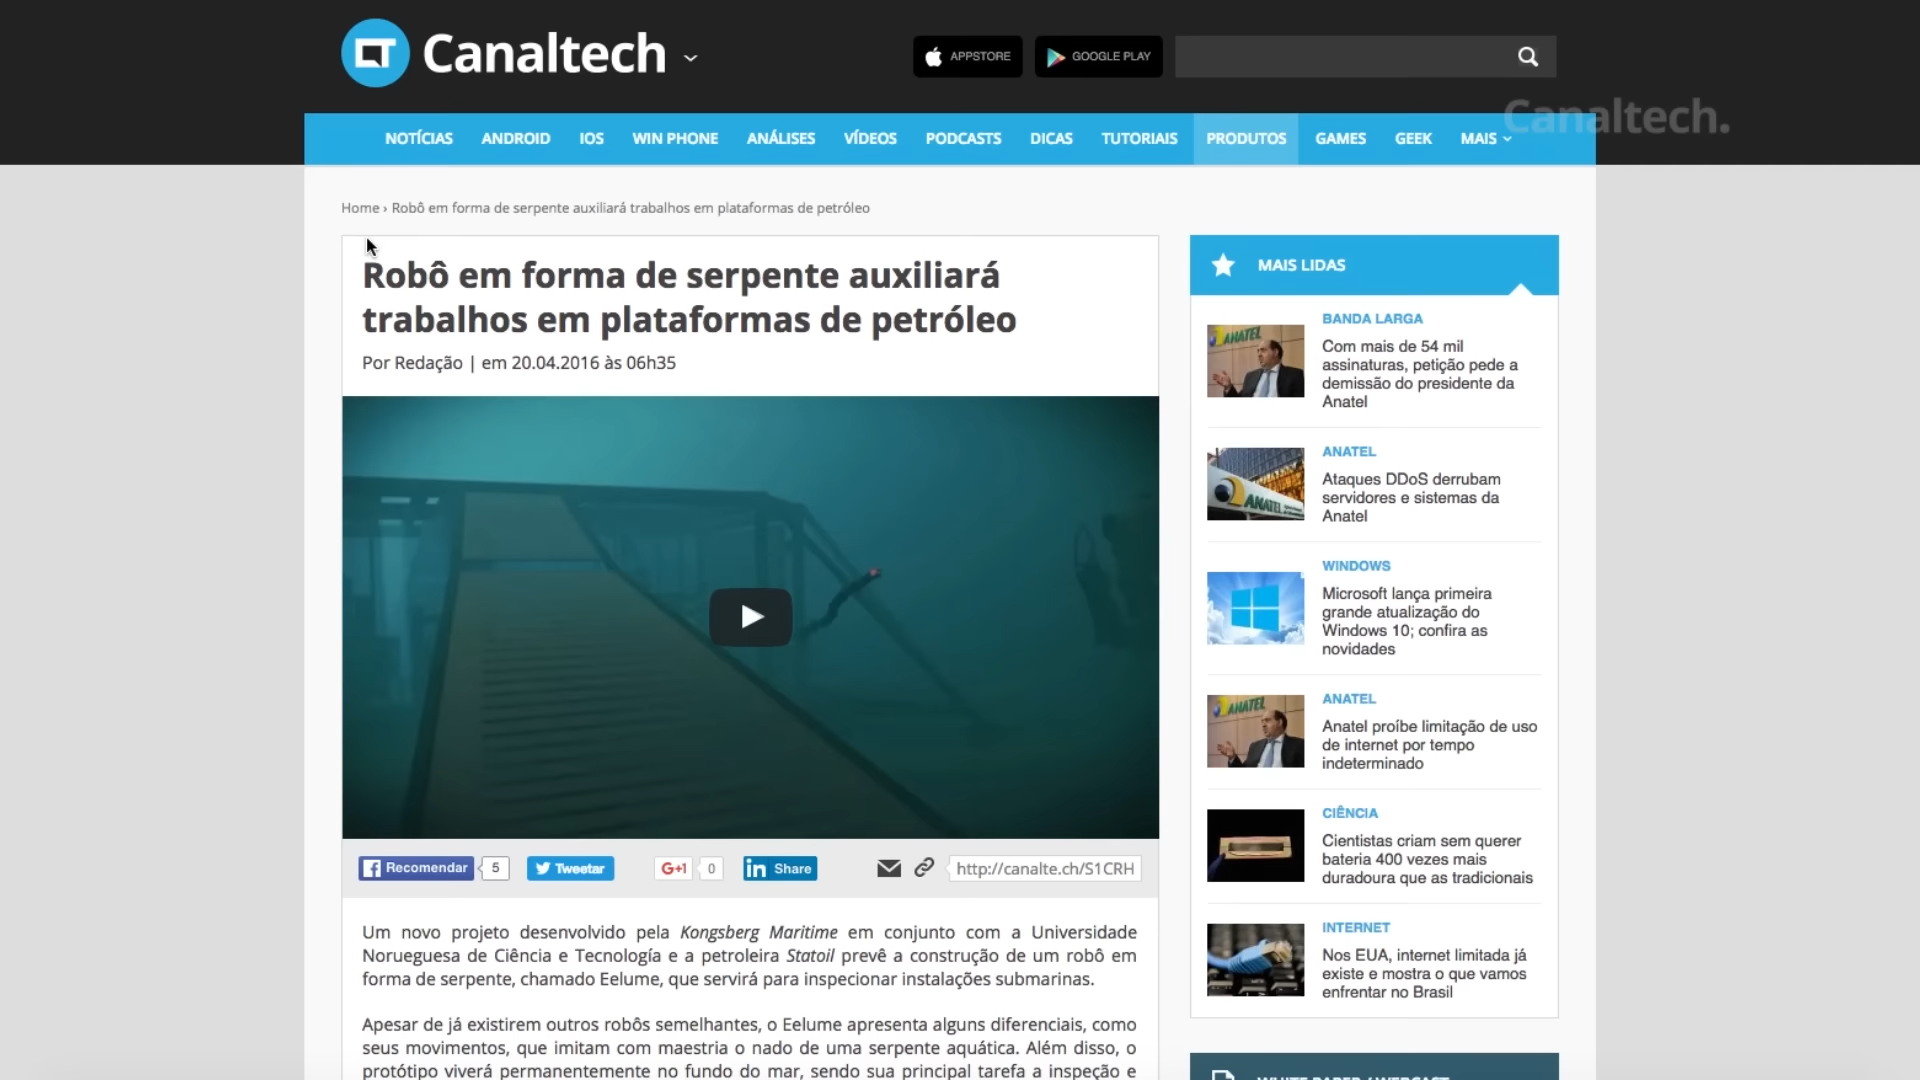 Canaltech
APPSTORE
GOOGLE PLAY
Canaltech.
NOTÍCIAS ANDROID IOS WIN PHONE ANÁLISES VÍDEOS PODCASTS DICAS TUTORIAIS PRODUTOS GAMES GEEK MAIS
Home › Robô em forma de serpente auxiliará trabalhos em plataformas de petróleo
Robô em forma de serpente auxiliará
trabalhos em plataformas de petróleo
Por Redação | em 20.04.2016 às 06h35
Recomendar 5
Tweetar
G+1 0
in Share
http://canalte.ch/S1CRH
Um novo projeto desenvolvido pela Kongsberg Maritime em conjunto com a Universidade
Norueguesa de Ciência e Tecnología e a petroleira Statoil prevê a construção de um robô em
forma de serpente, chamado Eelume, que servirá para inspecionar instalações submarinas.
Apesar de já existirem outros robôs semelhantes, o Eelume apresenta alguns diferenciais, como
seus movimentos, que imitam com maestria o nado de uma serpente aquática. Além disso, o
protótipo viverá permanentemente no fundo do mar, sendo sua principal tarefa a inspeção e
MAIS LIDAS
ANATEL
BANDA LARGA
Com mais de 54 mil
assinaturas, petição pede a
demissão do presidente da
Anatel
ANATEL
ANATEL
Ataques DDoS derrubam
servidores e sistemas da
Anatel
WINDOWS
Microsoft lança primeira
grande atualização do
Windows 10; confira as
novidades
ANATEL
ANATEL
Anatel proíbe limitação de uso
de internet por tempo
indeterminado
CIÊNCIA
Cientistas criam sem querer
bateria 400 vezes mais
duradoura que as tradicionais
INTERNET
Nos EUA, internet limitada já
existe e mostra o que vamos
enfrentar no Brasil
WHITE PAPER / WEBCAST